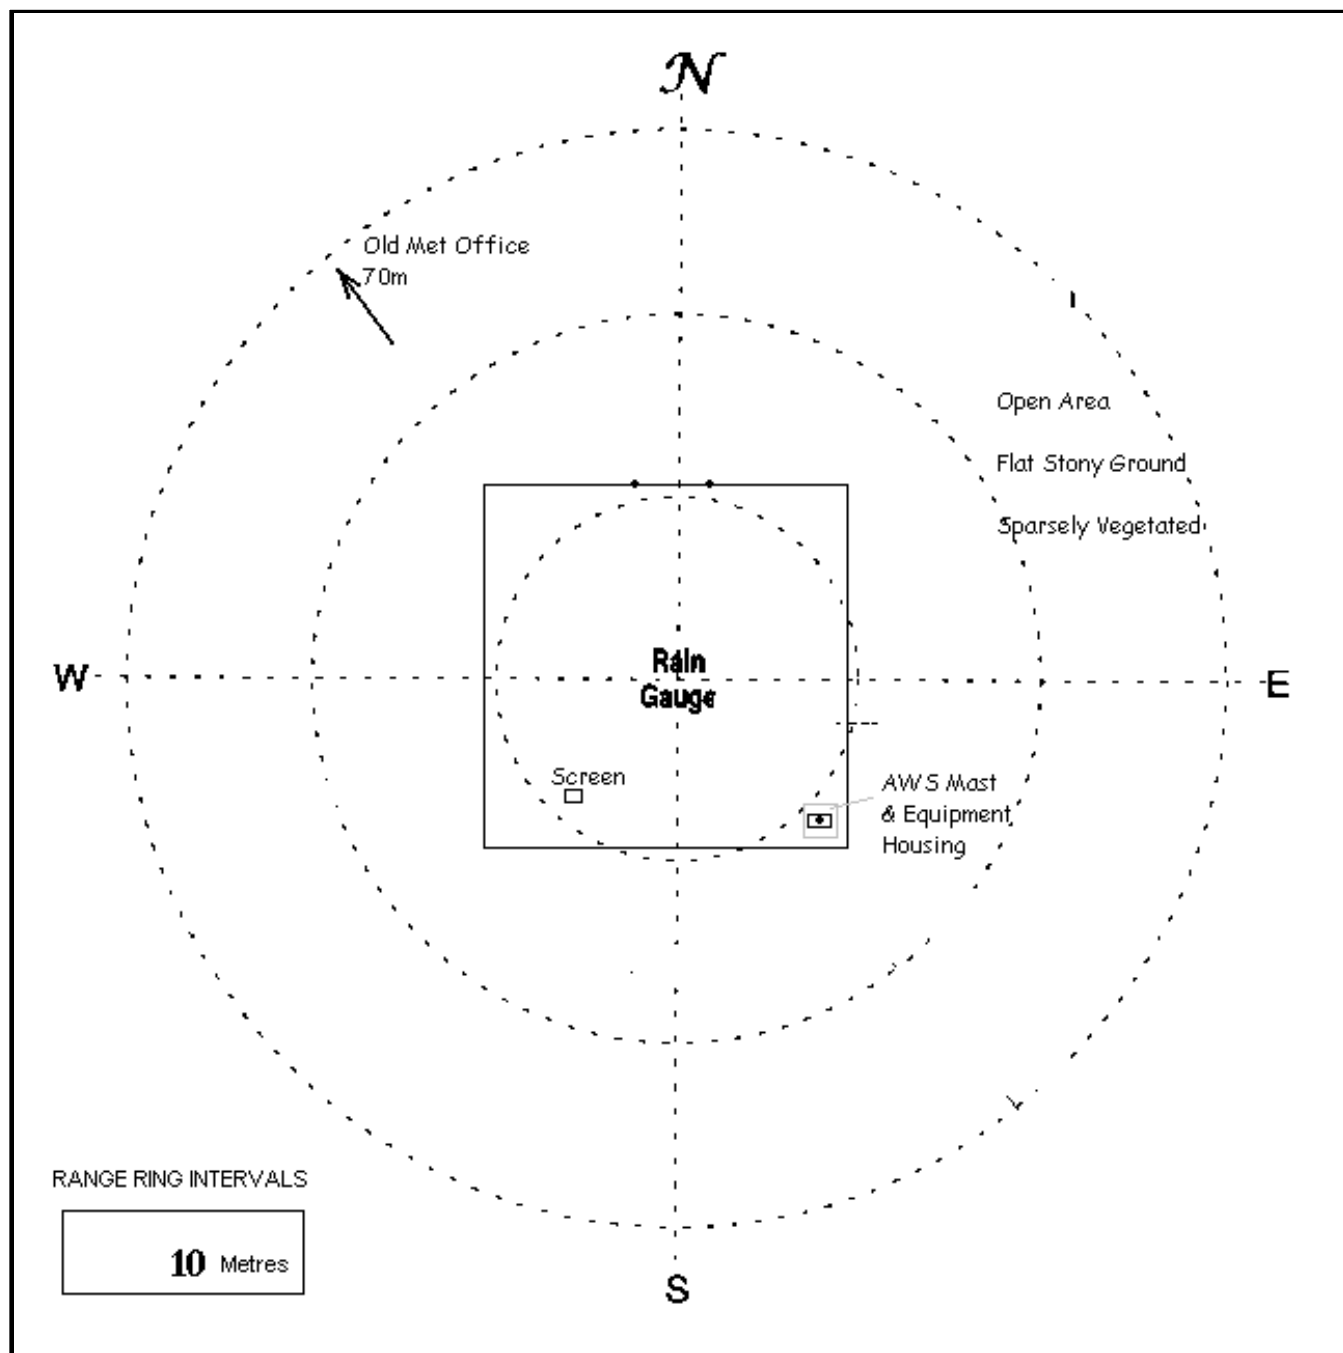 N
Old Met Office
70m
Open Area
Flat Stony Ground
Sparsely Vegetated
W
Rain
Gauge
E
Screen
AWS Mast
& Equipment
Housing
RANGE RING INTERVALS
10 Metres
S